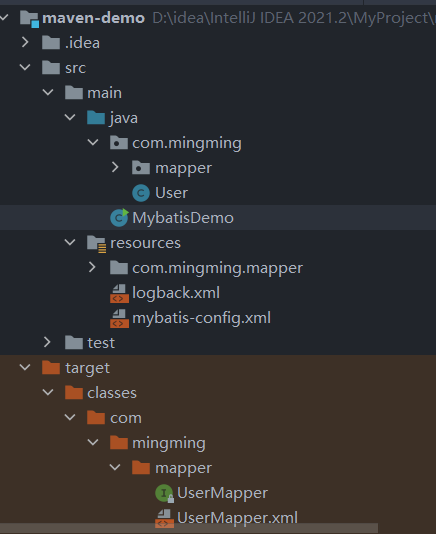 maven-demo D:\idea\IntelliJ IDEA 2021.2\MyProject\
.idea
src
main
java
com.mingming
mapper
User
MybatisDemo
resources
com.mingming.mapper
logback.xml
mybatis-config.xml
test
target
classes
com
mingming
mapper
UserMapper
UserMapper.xml